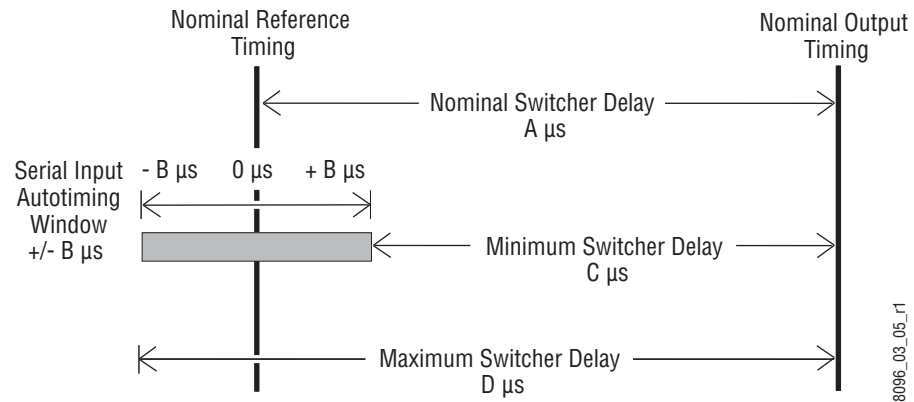 Nominal Reference
Timing
Nominal Output
Timing
Nominal Switcher Delay
A µs
Serial Input
Autotiming
Window
+/- B µs
- B µs 0 µs + B µs
Minimum Switcher Delay
C µs
Maximum Switcher Delay
D µs
8096_03_05_r1